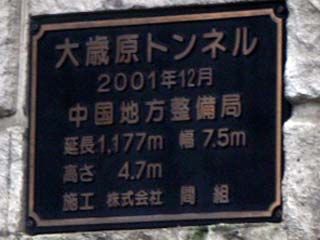 大歳原トンネル
2001年12月
中国地方整備局
延長1,177m 幅 7.5m
高さ 4.7m
施工 株式会社 間 組